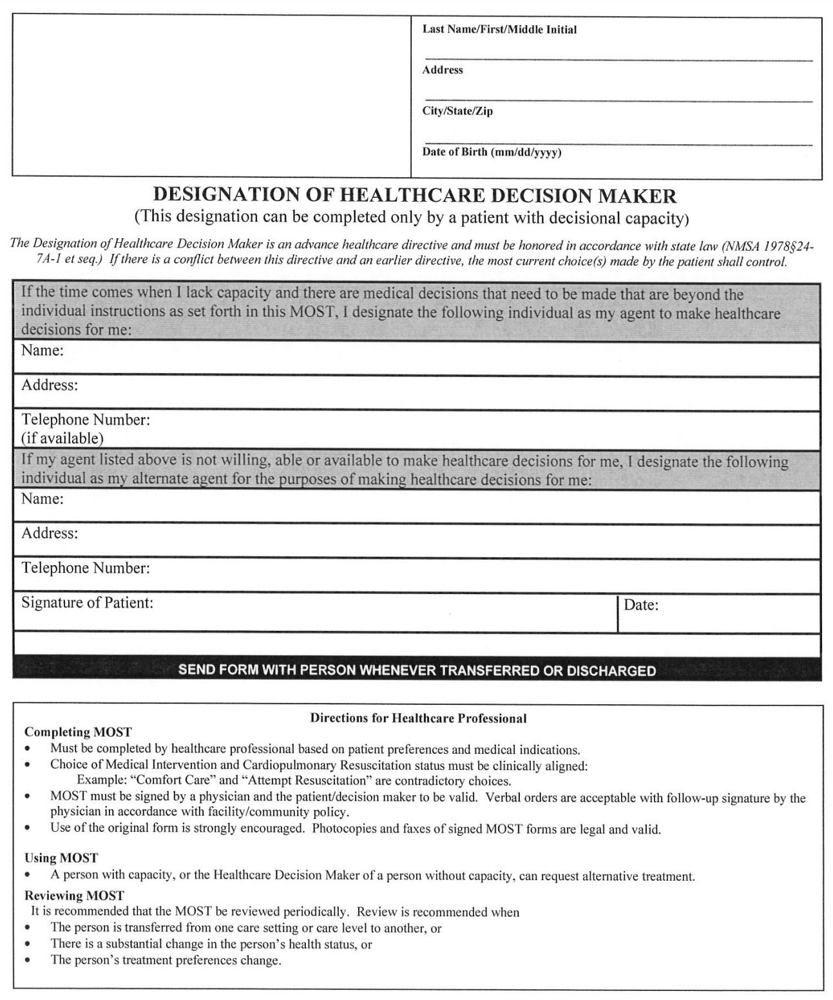 Last Name/First/Middle Initial
Address
City/State/Zip
Date of Birth (mm/dd/yyyy)
DESIGNATION OF HEALTHCARE DECISION MAKER
(This designation can be completed only by a patient with decisional capacity)
The Designation of Healthcare Decision Maker is an advance healthcare directive and must be honored in accordance with state law (NMSA 1978§24-
7A-1 et seq.) If there is a conflict between this directive and an earlier directive, the most current choice(s) made by the patient shall control.
If the time comes when I lack capacity and there are medical decisions that need to be made that are beyond the
individual instructions as set forth in this MOST, I designate the following individual as my agent to make healthcare
decisions for me:
Name:
Address:
Telephone Number:
(if available)
If my agent listed above is not willing, able or available to make healthcare decisions for me, I designate the following
individual as my alternate agent for the purposes of making healthcare decisions for me:
Name:
Address:
Telephone Number:
Signature of Patient: Date:
SEND FORM WITH PERSON WHENEVER TRANSFERRED OR DISCHARGED
Directions for Healthcare Professional
Completing MOST
• Must be completed by healthcare professional based on patient preferences and medical indications.
• Choice of Medical Intervention and Cardiopulmonary Resuscitation status must be clinically aligned:
Example: “Comfort Care” and “Attempt Resuscitation” are contradictory choices.
• MOST must be signed by a physician and the patient/decision maker to be valid. Verbal orders are acceptable with follow-up signature by the
physician in accordance with facility/community policy.
• Use of the original form is strongly encouraged. Photocopies and faxes of signed MOST forms are legal and valid.
Using MOST
• A person with capacity, or the Healthcare Decision Maker of a person without capacity, can request alternative treatment.
Reviewing MOST
It is recommended that the MOST be reviewed periodically. Review is recommended when
• The person is transferred from one care setting or care level to another, or
• There is a substantial change in the person’s health status, or
• The person’s treatment preferences change.